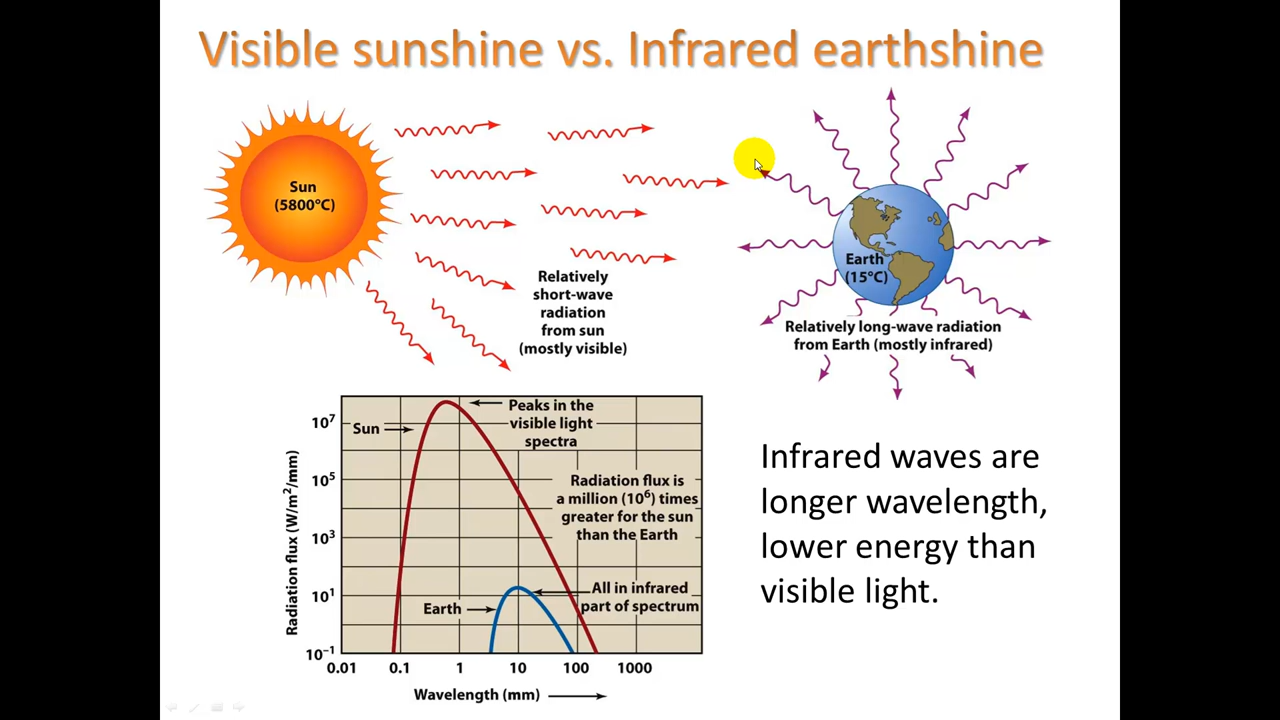 Visible sunshine vs. Infrared earthshine
Sun
(5800°C)
Relatively
short-wave
radiation
from sun
(mostly visible)
Earth
(15°C)
Relatively long-wave radiation
from Earth (mostly infrared)
Radiation flux (W/m²/mm)
10⁷
10⁵
10³
10¹
10⁻¹
Sun
Peaks in the
visible light
spectra
Radiation flux is
a million (10⁶) times
greater for the sun
than the Earth
All in infrared
part of spectrum
Earth
0.01 0.1 1 10 100 1000
Wavelength (mm)
Infrared waves are
longer wavelength,
lower energy than
visible light.